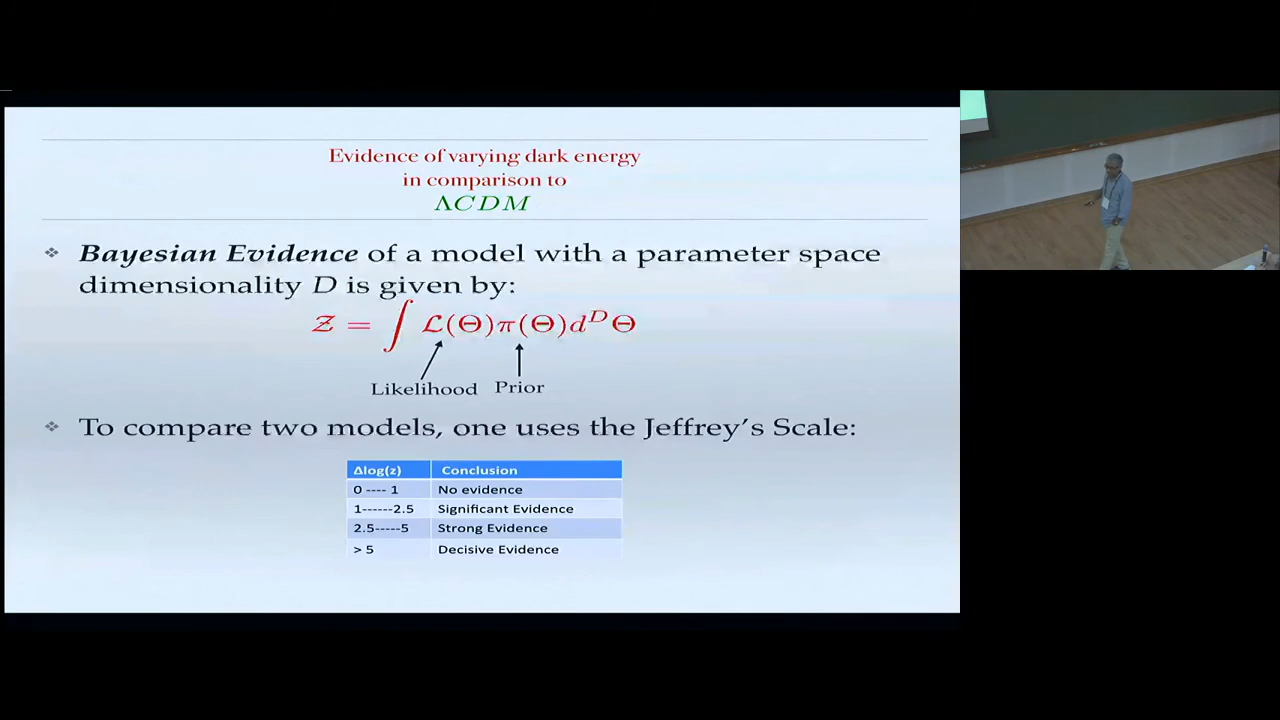 Evidence of varying dark energy
in comparison to
ΛCDM
❖ Bayesian Evidence of a model with a parameter space
dimensionality D is given by:
𝒵 = ∫ ℒ(Θ)π(Θ)d^D Θ
Likelihood Prior
❖ To compare two models, one uses the Jeffrey's Scale:
Δlog(z) Conclusion
0 ---- 1 No evidence
1------2.5 Significant Evidence
2.5-----5 Strong Evidence
> 5 Decisive Evidence